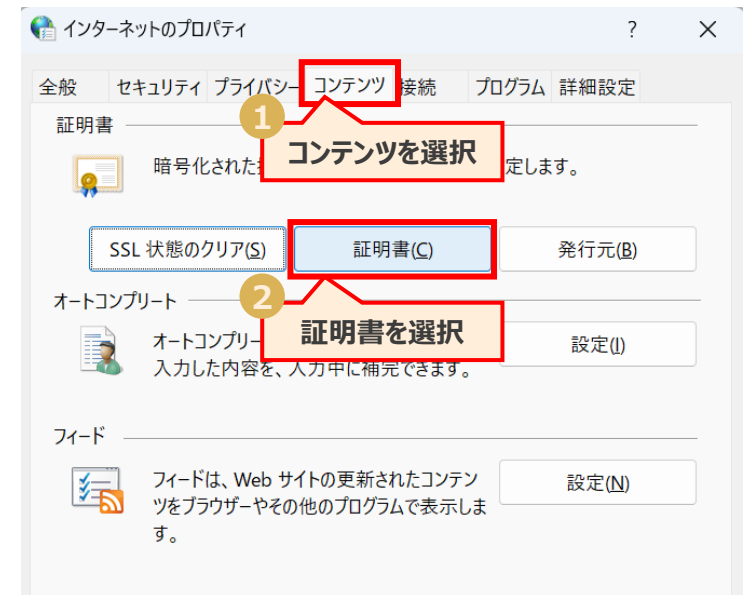 インターネットのプロパティ
?
全般 セキュリティ プライバシー コンテンツ 接続 プログラム 詳細設定
1
コンテンツを選択
証明書
暗号化された
定します。
SSL 状態のクリア(S) 証明書(C) 発行元(B)
2
証明書を選択
オートコンプリート
オートコンプリー
設定(I)
入力した内容を、入力中に補完できます。
フィード
フィードは、Web サイトの更新されたコンテン
ツをブラウザーやその他のプログラムで表示しま
す。
設定(N)